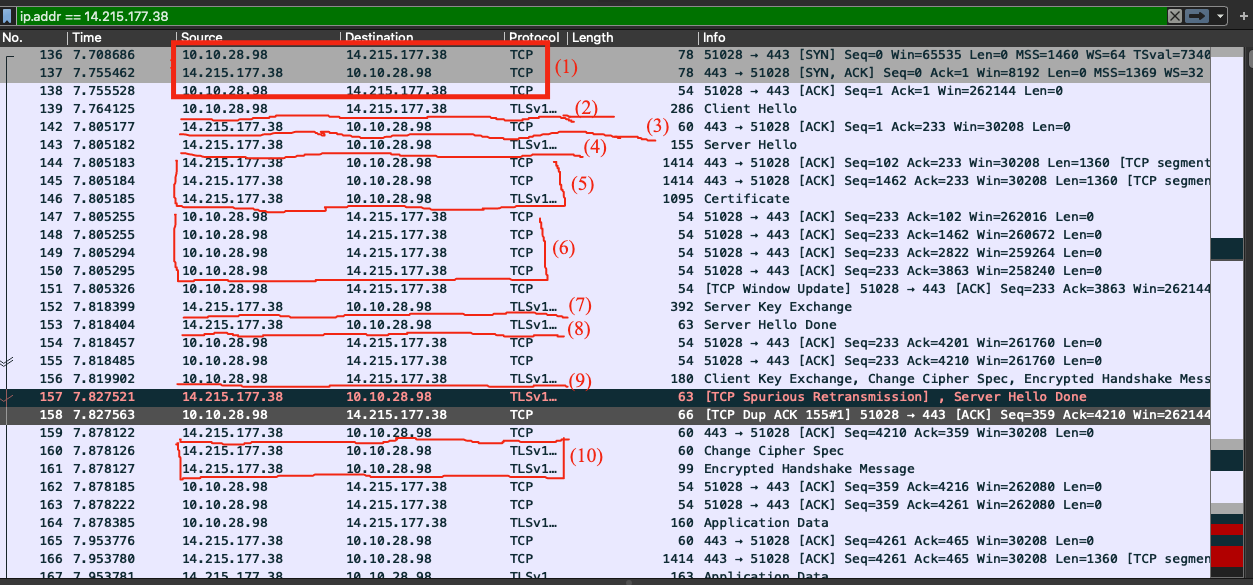 ip.addr == 14.215.177.38
No. Time Source Destination Protocol Length Info
136 7.708686 10.10.28.98 14.215.177.38 TCP 78 51028 → 443 [SYN] Seq=0 Win=65535 Len=0 MSS=1460 WS=64 TSval=7340
137 7.755462 14.215.177.38 10.10.28.98 TCP (1) 78 443 → 51028 [SYN, ACK] Seq=0 Ack=1 Win=8192 Len=0 MSS=1369 WS=32
138 7.755528 10.10.28.98 14.215.177.38 TCP 54 51028 → 443 [ACK] Seq=1 Ack=1 Win=262144 Len=0
139 7.764125 10.10.28.98 14.215.177.38 TLSv1… (2) 286 Client Hello
142 7.805177 14.215.177.38 10.10.28.98 TCP (3) 60 443 → 51028 [ACK] Seq=1 Ack=233 Win=30208 Len=0
143 7.805182 14.215.177.38 10.10.28.98 TLSv1… (4) 155 Server Hello
144 7.805183 14.215.177.38 10.10.28.98 TCP 1414 443 → 51028 [ACK] Seq=102 Ack=233 Win=30208 Len=1360 [TCP segment
145 7.805184 14.215.177.38 10.10.28.98 TCP (5) 1414 443 → 51028 [ACK] Seq=1462 Ack=233 Win=30208 Len=1360 [TCP segmen
146 7.805185 14.215.177.38 10.10.28.98 TLSv1… 1095 Certificate
147 7.805255 10.10.28.98 14.215.177.38 TCP 54 51028 → 443 [ACK] Seq=233 Ack=102 Win=262016 Len=0
148 7.805255 10.10.28.98 14.215.177.38 TCP 54 51028 → 443 [ACK] Seq=233 Ack=1462 Win=260672 Len=0
149 7.805294 10.10.28.98 14.215.177.38 TCP (6) 54 51028 → 443 [ACK] Seq=233 Ack=2822 Win=259264 Len=0
150 7.805295 10.10.28.98 14.215.177.38 TCP 54 51028 → 443 [ACK] Seq=233 Ack=3863 Win=258240 Len=0
151 7.805326 10.10.28.98 14.215.177.38 TCP 54 [TCP Window Update] 51028 → 443 [ACK] Seq=233 Ack=3863 Win=262144
152 7.818399 14.215.177.38 10.10.28.98 TLSv1… (7) 392 Server Key Exchange
153 7.818404 14.215.177.38 10.10.28.98 TLSv1… (8) 63 Server Hello Done
154 7.818457 10.10.28.98 14.215.177.38 TCP 54 51028 → 443 [ACK] Seq=233 Ack=4201 Win=261760 Len=0
155 7.818485 10.10.28.98 14.215.177.38 TCP 54 51028 → 443 [ACK] Seq=233 Ack=4210 Win=261760 Len=0
156 7.819902 10.10.28.98 14.215.177.38 TLSv1… (9) 180 Client Key Exchange, Change Cipher Spec, Encrypted Handshake Mess
157 7.827521 14.215.177.38 10.10.28.98 TLSv1… 63 [TCP Spurious Retransmission] , Server Hello Done
158 7.827563 10.10.28.98 14.215.177.38 TCP 66 [TCP Dup ACK 155#1] 51028 → 443 [ACK] Seq=359 Ack=4210 Win=262144
159 7.878122 14.215.177.38 10.10.28.98 TCP 60 443 → 51028 [ACK] Seq=4210 Ack=359 Win=30208 Len=0
160 7.878126 14.215.177.38 10.10.28.98 TLSv1… (10) 60 Change Cipher Spec
161 7.878127 14.215.177.38 10.10.28.98 TLSv1… 99 Encrypted Handshake Message
162 7.878185 10.10.28.98 14.215.177.38 TCP 54 51028 → 443 [ACK] Seq=359 Ack=4216 Win=262080 Len=0
163 7.878222 10.10.28.98 14.215.177.38 TCP 54 51028 → 443 [ACK] Seq=359 Ack=4261 Win=262080 Len=0
164 7.878385 10.10.28.98 14.215.177.38 TLSv1… 160 Application Data
165 7.953776 14.215.177.38 10.10.28.98 TCP 60 443 → 51028 [ACK] Seq=4261 Ack=465 Win=30208 Len=0
166 7.953780 14.215.177.38 10.10.28.98 TCP 1414 443 → 51028 [ACK] Seq=4261 Ack=465 Win=30208 Len=1360 [TCP segmen
167 7.953781 14.215.177.38 10.10.28.98 TLSv1… 163 Application Data